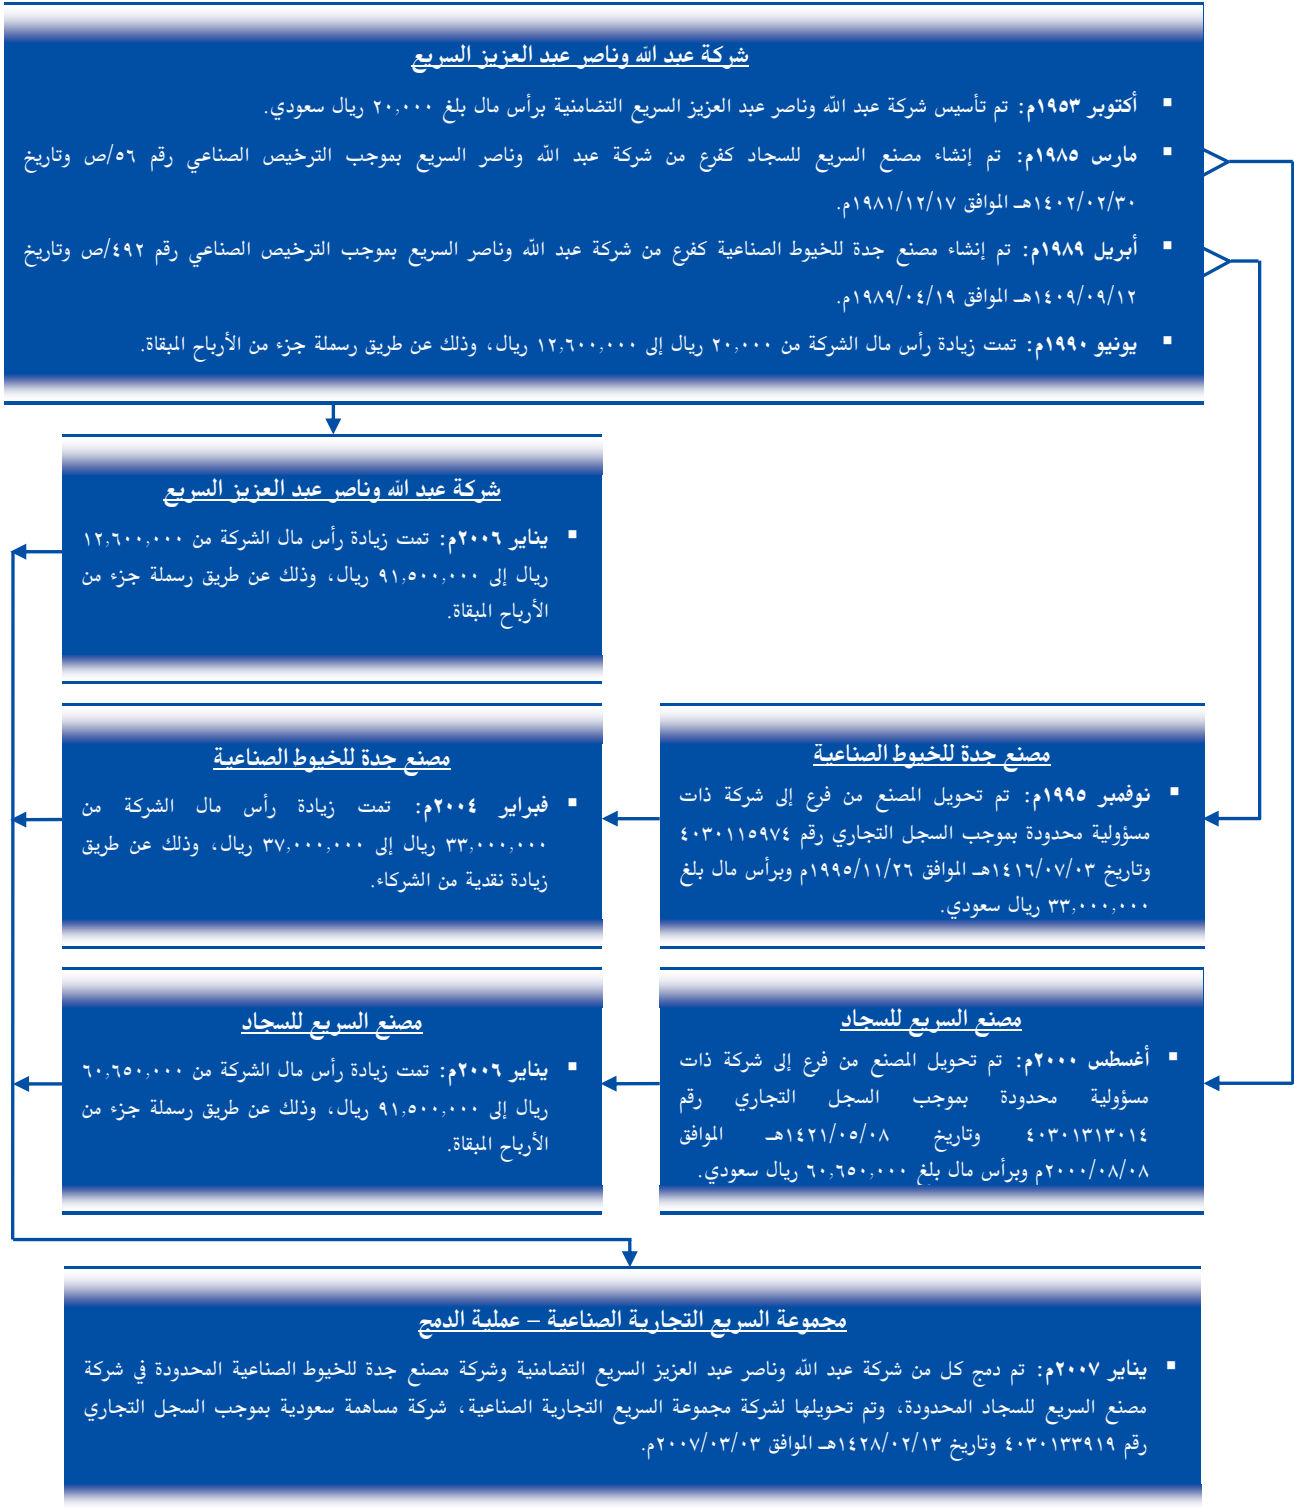 شركة عبد الله وناصر عبد العزيز السريع
▪ أكتوبر ١٩٥٣م: تم تأسيس شركة عبد الله وناصر عبد العزيز السريع التضامنية برأس مال بلغ ٢٠,٠٠٠ ريال سعودي.
▪ مارس ١٩٨٥م: تم إنشاء مصنع السريع للسجاد كفرع من شركة عبد الله وناصر السريع بموجب الترخيص الصناعي رقم ٥٦/ص وتاريخ
١٤٠٢/٠٢/٣٠هـ الموافق ١٩٨١/١٢/١٧م.
▪ أبريل ١٩٨٩م: تم إنشاء مصنع جدة للخيوط الصناعية كفرع من شركة عبد الله وناصر السريع بموجب الترخيص الصناعي رقم ٤٩٢/ص وتاريخ
١٤٠٩/٠٩/١٢هـ الموافق ١٩٨٩/٠٤/١٩م.
▪ يونيو ١٩٩٠م: تمت زيادة رأس مال الشركة من ٢٠,٠٠٠ ريال إلى ١٢,٦٠٠,٠٠٠ ريال، وذلك عن طريق رسملة جزء من الأرباح المبقاة.
شركة عبد الله وناصر عبد العزيز السريع
▪ يناير ٢٠٠٦م: تمت زيادة رأس مال الشركة من ١٢,٦٠٠,٠٠٠
ريال إلى ٩١,٥٠٠,٠٠٠ ريال، وذلك عن طريق رسملة جزء من
الأرباح المبقاة.
مصنع جدة للخيوط الصناعية
▪ نوفمبر ١٩٩٥م: تم تحويل المصنع من فرع إلى شركة ذات
مسؤولية محدودة بموجب السجل التجاري رقم ٤٠٣٠١١٥٩٧٤
وتاريخ ١٤١٦/٠٧/٠٣هـ الموافق ١٩٩٥/١١/٢٦م وبرأس مال بلغ
٣٣,٠٠٠,٠٠٠ ريال سعودي.
مصنع جدة للخيوط الصناعية
▪ فبراير ٢٠٠٤م: تمت زيادة رأس مال الشركة من
٣٣,٠٠٠,٠٠٠ ريال إلى ٣٧,٠٠٠,٠٠٠ ريال، وذلك عن طريق
زيادة نقدية من الشركاء.
مصنع السريع للسجاد
▪ أغسطس ٢٠٠٠م: تم تحويل المصنع من فرع إلى شركة ذات
مسؤولية محدودة بموجب السجل التجاري رقم
٤٠٣٠١٣١٣٠١٤ وتاريخ ١٤٢١/٠٥/٠٨هـ الموافق
٢٠٠٠/٠٨/٠٨م وبرأس مال بلغ ٦٠,٦٥٠,٠٠٠ ريال سعودي.
مصنع السريع للسجاد
▪ يناير ٢٠٠٦م: تمت زيادة رأس مال الشركة من ٦٠,٦٥٠,٠٠٠
ريال إلى ٩١,٥٠٠,٠٠٠ ريال، وذلك عن طريق رسملة جزء من
الأرباح المبقاة.
مجموعة السريع التجارية الصناعية – عملية الدمج
▪ يناير ٢٠٠٧م: تم دمج كل من شركة عبد الله وناصر عبد العزيز السريع التضامنية وشركة مصنع جدة للخيوط الصناعية المحدودة في شركة
مصنع السريع للسجاد المحدودة، وتم تحويلها لشركة مجموعة السريع التجارية الصناعية، شركة مساهمة سعودية بموجب السجل التجاري
رقم ٤٠٣٠١٣٣٩١٩ وتاريخ ١٤٢٨/٠٢/١٣هـ الموافق ٢٠٠٧/٠٣/٠٣م.